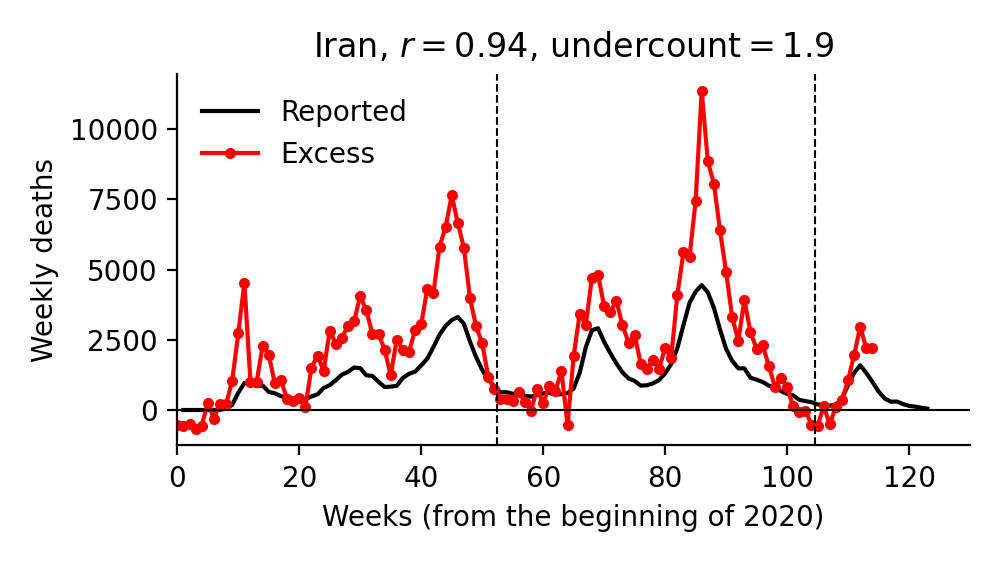 Iran, r = 0.94, undercount = 1.9
Reported
Excess
Weekly deaths
10000
7500
5000
2500
0
0 20 40 60 80 100 120
Weeks (from the beginning of 2020)